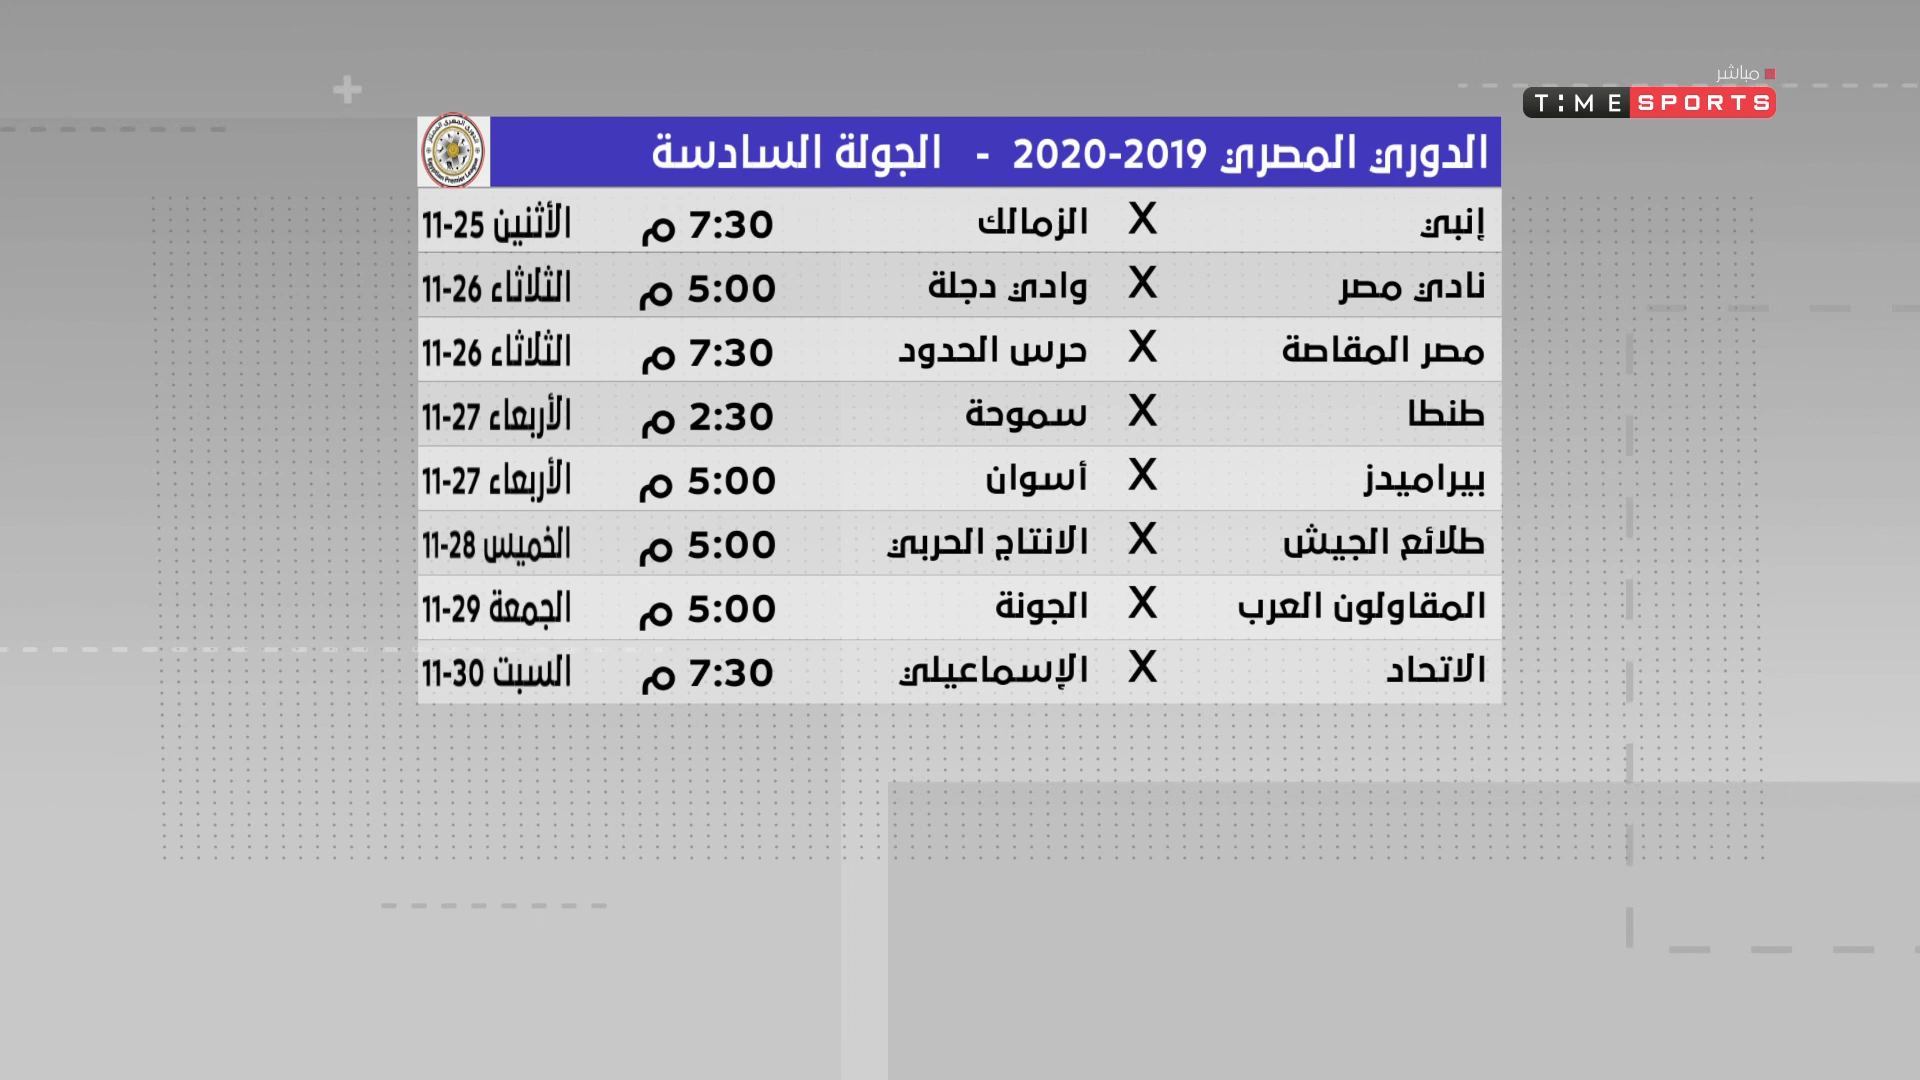 مباشر
TIME SPORTS
الدوري المصري 2019-2020 - الجولة السادسة
إنبي X الزمالك 7:30 م الأثنين 25-11
نادي مصر X وادي دجلة 5:00 م الثلاثاء 26-11
مصر المقاصة X حرس الحدود 7:30 م الثلاثاء 26-11
طنطا X سموحة 2:30 م الأربعاء 27-11
بيراميدز X أسوان 5:00 م الأربعاء 27-11
طلائع الجيش X الانتاج الحربي 5:00 م الخميس 28-11
المقاولون العرب X الجونة 5:00 م الجمعة 29-11
الاتحاد X الإسماعيلي 7:30 م السبت 30-11